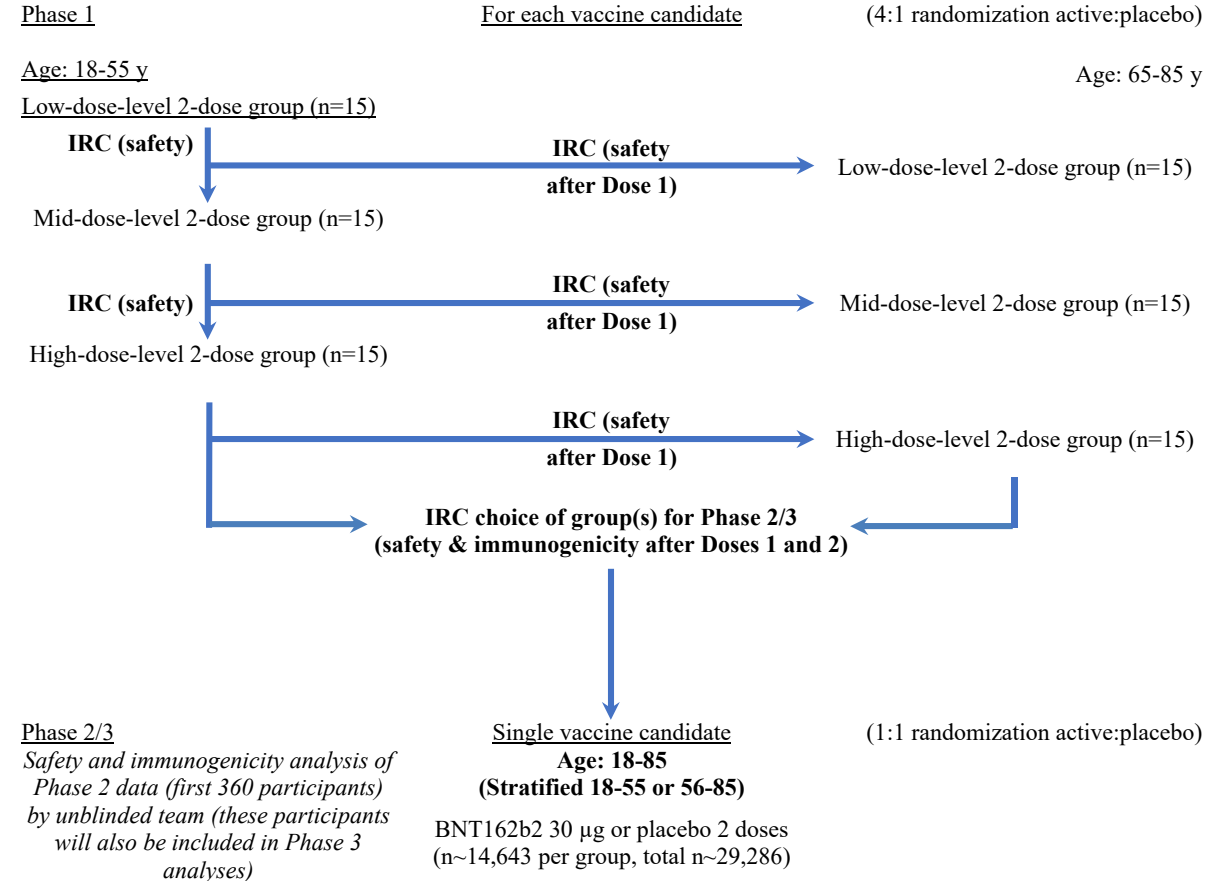 Phase 1 For each vaccine candidate (4:1 randomization active:placebo)
Age: 18-55 y Age: 65-85 y
Low-dose-level 2-dose group (n=15)
IRC (safety)
IRC (safety
after Dose 1)
Low-dose-level 2-dose group (n=15)
Mid-dose-level 2-dose group (n=15)
IRC (safety)
IRC (safety
after Dose 1)
Mid-dose-level 2-dose group (n=15)
High-dose-level 2-dose group (n=15)
IRC (safety
after Dose 1)
High-dose-level 2-dose group (n=15)
IRC choice of group(s) for Phase 2/3
(safety & immunogenicity after Doses 1 and 2)
Phase 2/3
Safety and immunogenicity analysis of
Phase 2 data (first 360 participants)
by unblinded team (these participants
will also be included in Phase 3
analyses)
Single vaccine candidate
Age: 18-85
(Stratified 18-55 or 56-85)
BNT162b2 30 µg or placebo 2 doses
(n~14,643 per group, total n~29,286)
(1:1 randomization active:placebo)